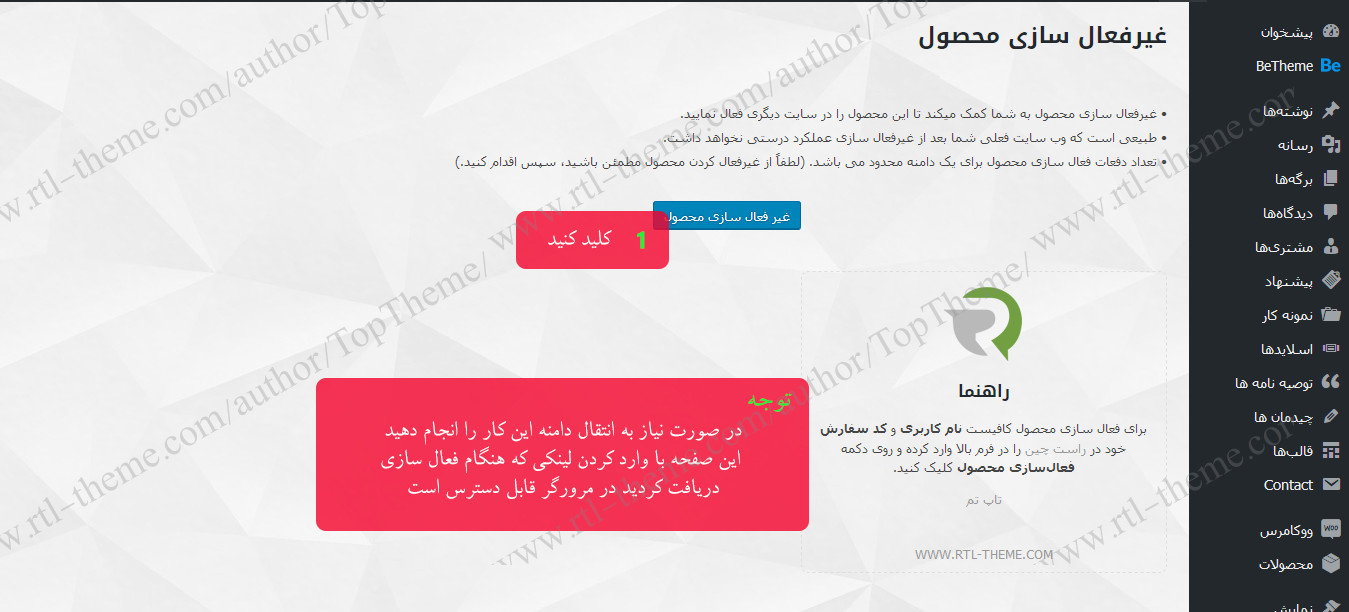 پیشخوان
BeTheme
نوشته‌ها
رسانه
برگه‌ها
دیدگاه‌ها
مشتری‌ها
پیشنهاد
نمونه کار
اسلایدها
توصیه نامه ها
چیدمان ها
قالب‌ها
Contact
ووکامرس
محصولات
نمایش
غیرفعال سازی محصول
• غیرفعال سازی محصول به شما کمک میکند تا این محصول را در سایت دیگری فعال نمایید.
• طبیعی است که وب سایت فعلی شما بعد از غیرفعال سازی عملکرد درستی نخواهد داشت.
• تعداد دفعات فعال سازی محصول برای یک دامنه محدود می باشد. (لطفاً از غیرفعال کردن محصول مطمئن باشید، سپس اقدام کنید.)
غیر فعال سازی محصول
1 کلید کنید
راهنما
برای فعال سازی محصول کافیست نام کاربری و کد سفارش
خود در راست چین را در فرم بالا وارد کرده و روی دکمه
فعال‌سازی محصول کلیک کنید.
تاپ تم
WWW.RTL-THEME.COM
توجه
در صورت نیاز به انتقال دامنه این کار را انجام دهید
این صفحه با وارد کردن لینکی که هنگام فعال سازی
دریافت کردید در مرورگر قابل دسترس است
www.rtl-theme.com/author/TopTheme/